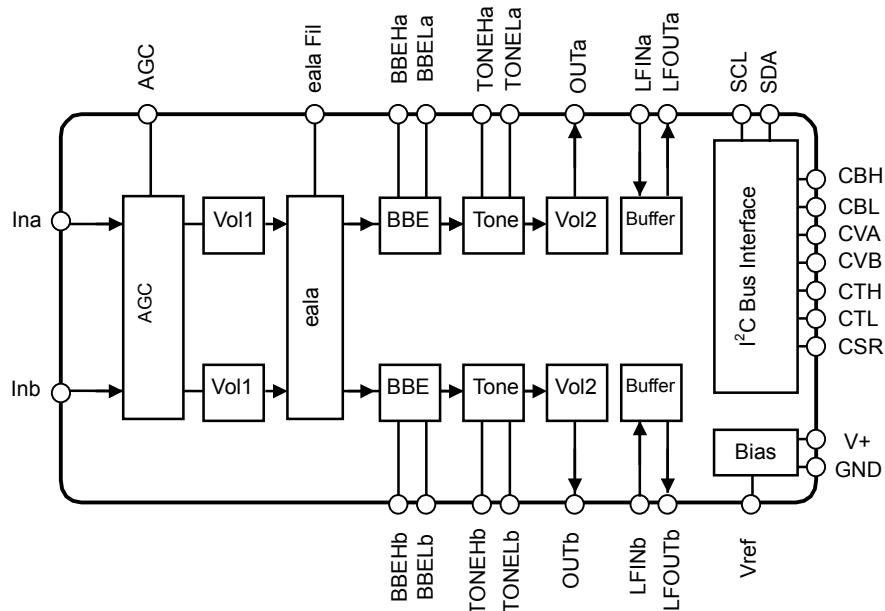 AGC
eala Fil
BBEHa
BBELa
TONEHa
TONELa
OUTa
LFINa
LFOUTa
SCL
SDA
Ina
Inb
AGC
Vol1
eala
BBE
Tone
Vol2
Buffer
Vol1
BBE
Tone
Vol2
Buffer
I²C Bus Interface
CBH
CBL
CVA
CVB
CTH
CTL
CSR
Bias
V+
GND
BBEHb
BBELb
TONEHb
TONELb
OUTb
LFINb
LFOUTb
Vref